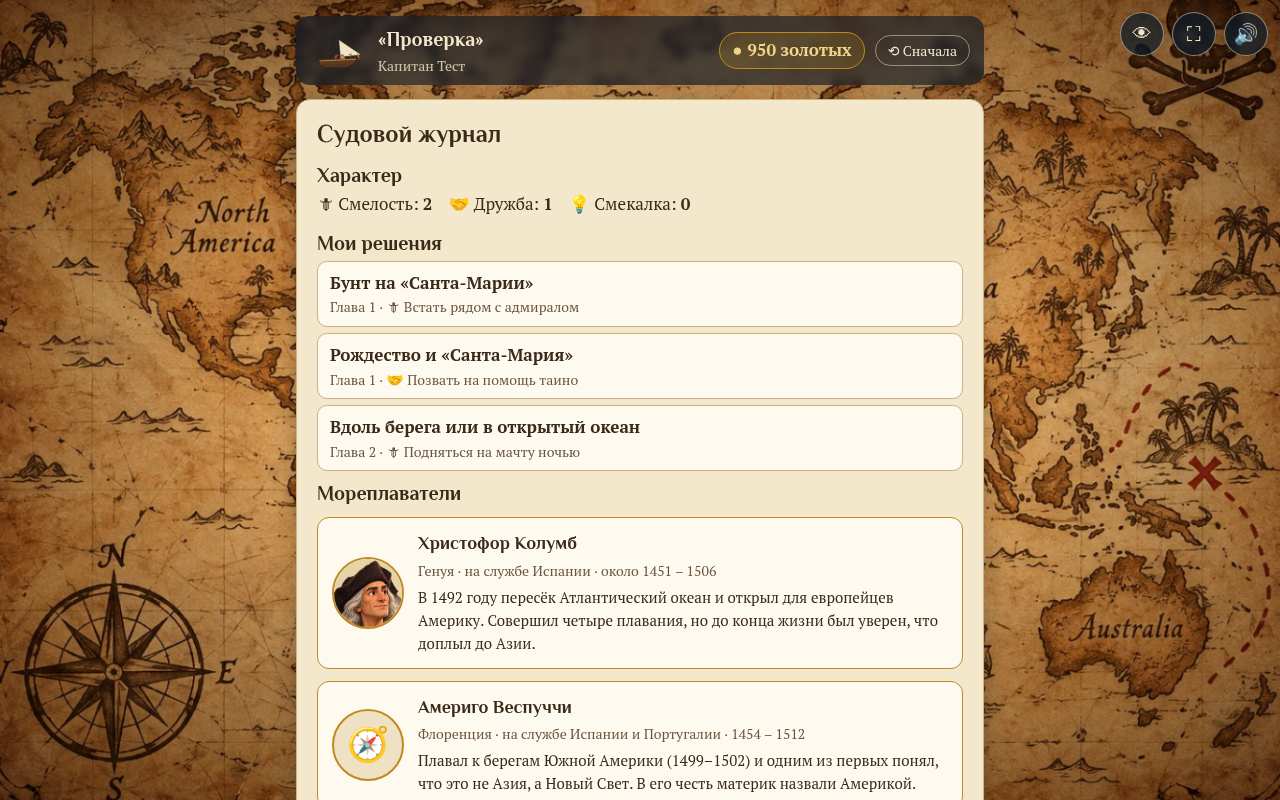 «Проверка»
Капитан Тест
● 950 золотых
⟲ Сначала
Судовой журнал
Характер
🗡 Смелость: 2 🤝 Дружба: 1 💡 Смекалка: 0
Мои решения
Бунт на «Санта-Марии»
Глава 1 · 🗡 Встать рядом с адмиралом
Рождество и «Санта-Мария»
Глава 1 · 🤝 Позвать на помощь таино
Вдоль берега или в открытый океан
Глава 2 · 🗡 Подняться на мачту ночью
Мореплаватели
Христофор Колумб
Генуя · на службе Испании · около 1451 – 1506
В 1492 году пересёк Атлантический океан и открыл для европейцев
Америку. Совершил четыре плавания, но до конца жизни был уверен, что
доплыл до Азии.
Америго Веспуччи
Флоренция · на службе Испании и Португалии · 1454 – 1512
Плавал к берегам Южной Америки (1499–1502) и одним из первых понял,
что это не Азия, а Новый Свет. В его честь материк назвали Америкой.
North
America
a
Australia
N
E
S